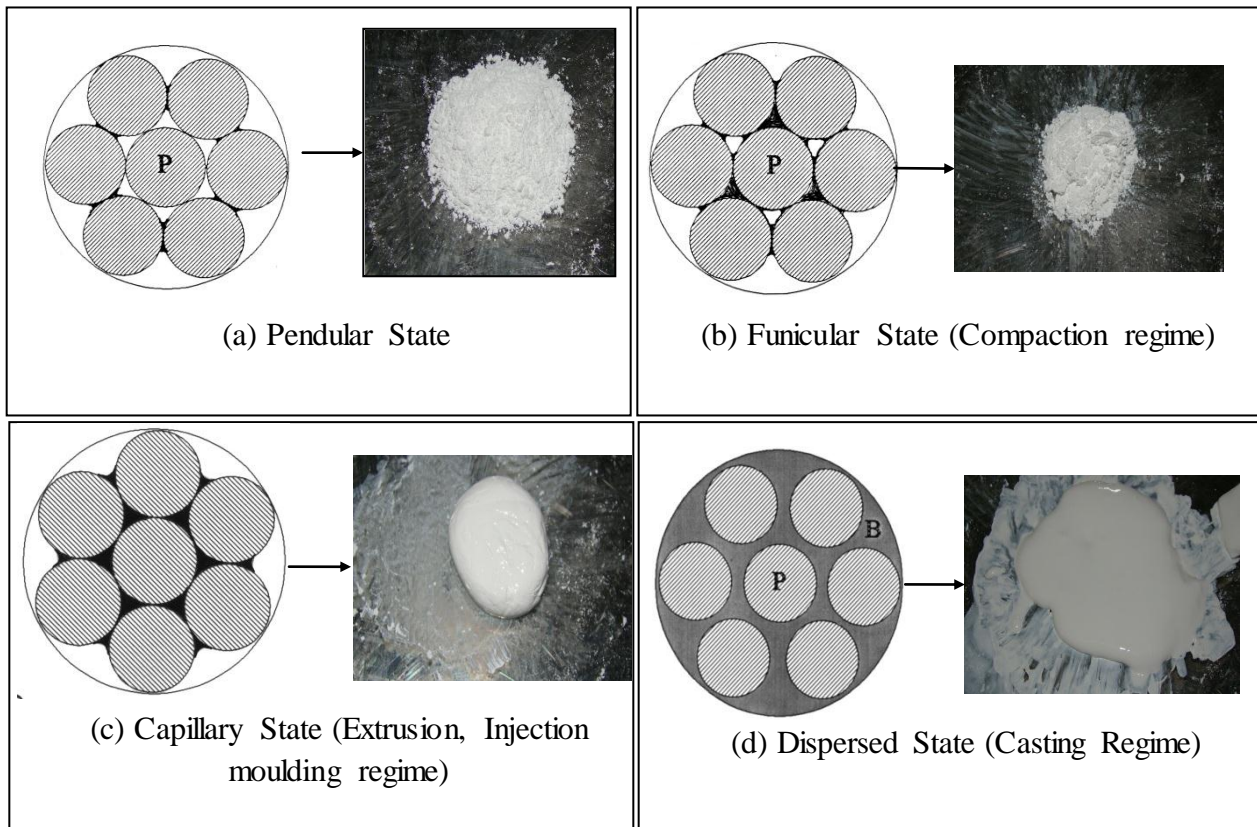 P
(a) Pendular State
P
(b) Funicular State (Compaction regime)
(c) Capillary State (Extrusion, Injection
moulding regime)
B
P
(d) Dispersed State (Casting Regime)